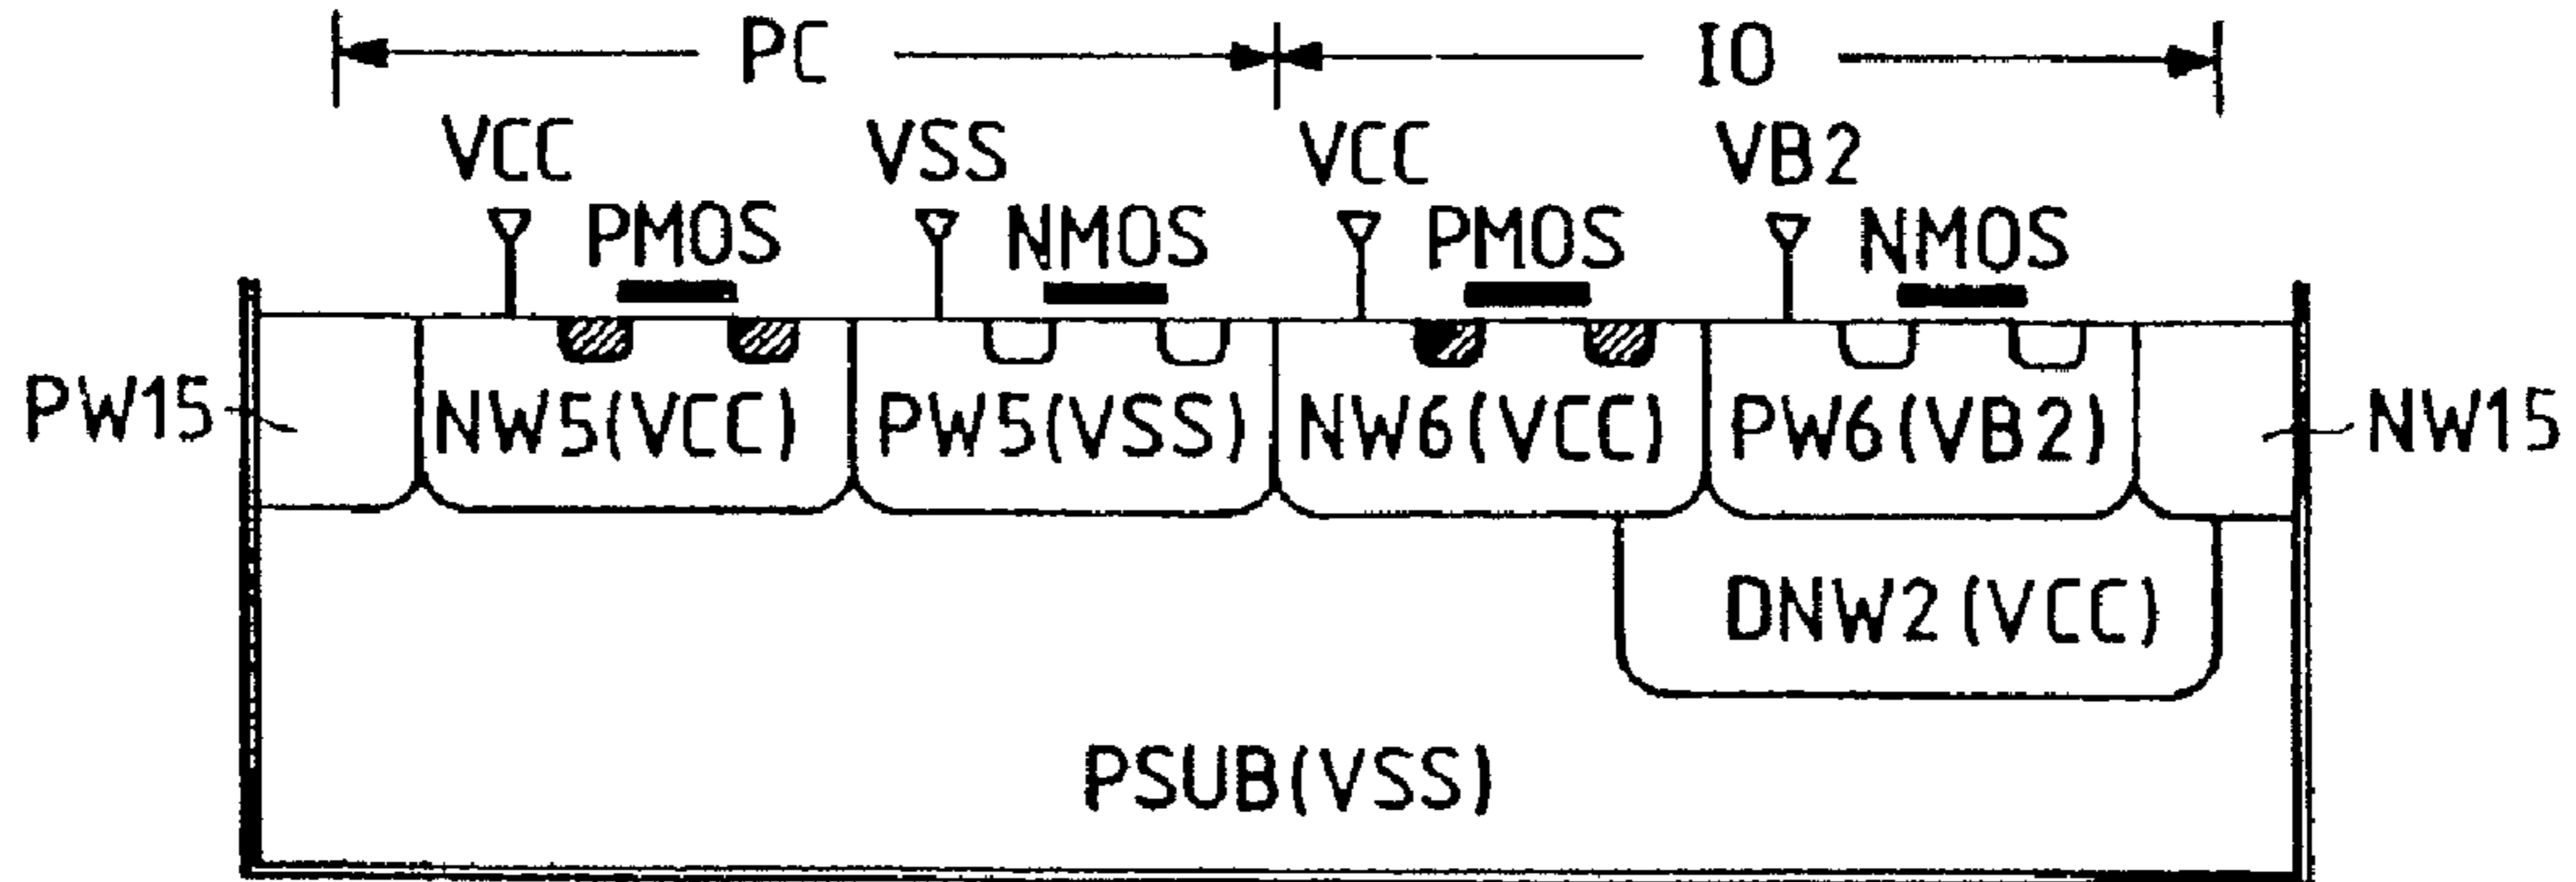 PC IO
VCC VSS VCC VB2
PMOS NMOS PMOS NMOS
PW15 NW5(VCC) PW5(VSS) NW6(VCC) PW6(VB2) NW15
DNW2(VCC)
PSUB(VSS)